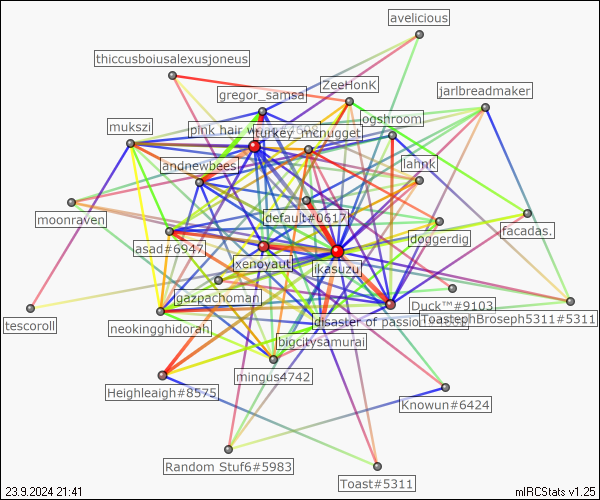 avelicious
thiccusboiusalexusjoneus
ZeeHonK
jarlbreadmaker
gregor_samsa
ogshroom
mukszi
pink hair
turkey_mcnugget
andnewbees
lamnk
moonraven
default#0617
facadas.
doggerdig
asad#6947
xenoyaut
ikasuzu
gazpachoman
Duck™#9103
ToastephBroseph5311#5311
tescoroll
neokingghidorah
disaster of passion
bigcitysamurai
mingus4742
Heighleaigh#8575
Knowun#6424
Random Stuf6#5983
Toast#5311
23.9.2024 21:41
mIRCStats v1.25